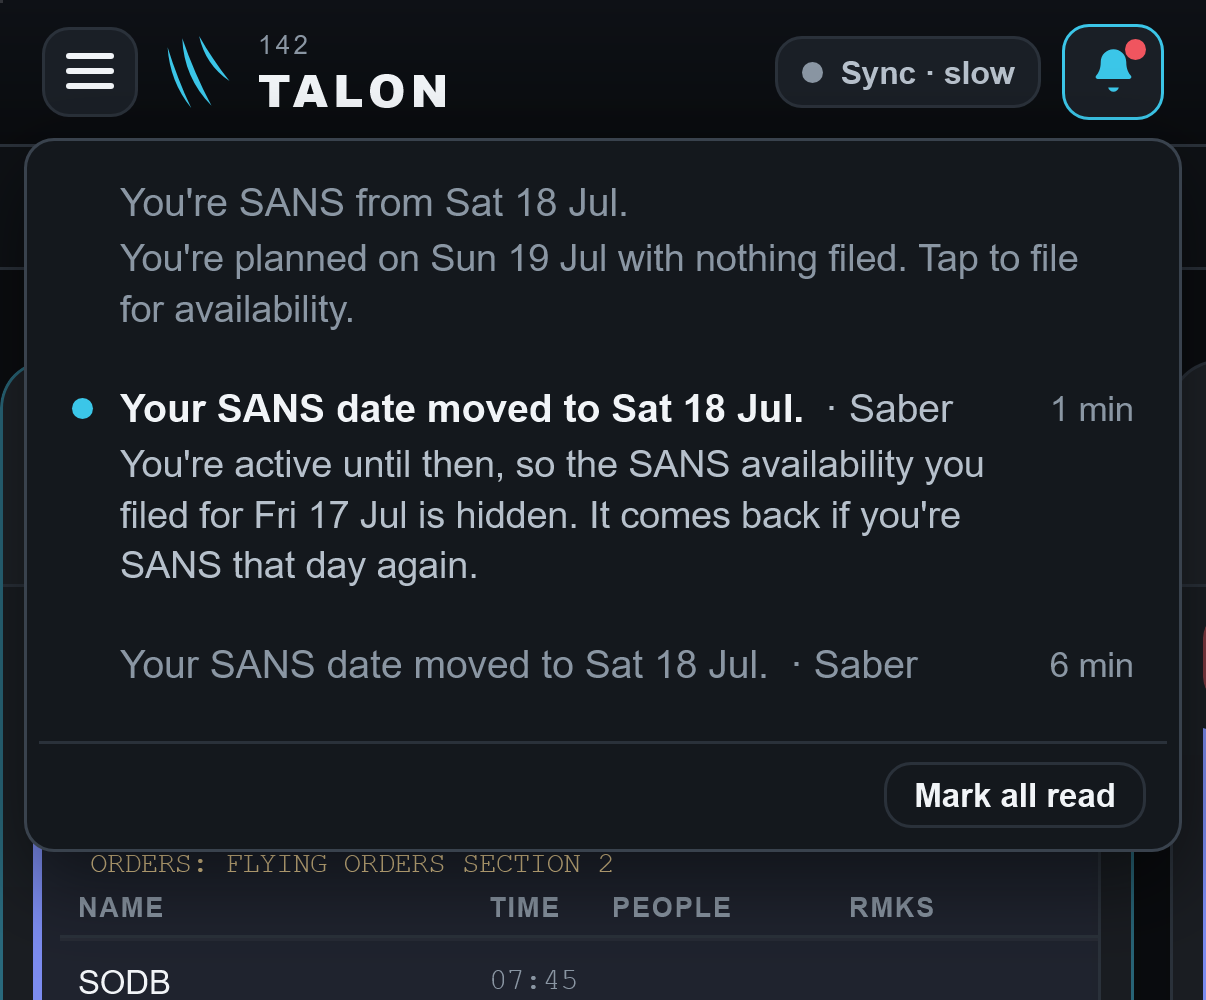 142
TALON
Sync · slow
You're SANS from Sat 18 Jul.
You're planned on Sun 19 Jul with nothing filed. Tap to file
for availability.
Your SANS date moved to Sat 18 Jul. · Saber 1 min
You're active until then, so the SANS availability you
filed for Fri 17 Jul is hidden. It comes back if you're
SANS that day again.
Your SANS date moved to Sat 18 Jul. · Saber 6 min
Mark all read
ORDERS: FLYING ORDERS SECTION 2
NAME TIME PEOPLE RMKS
SODB 07:45